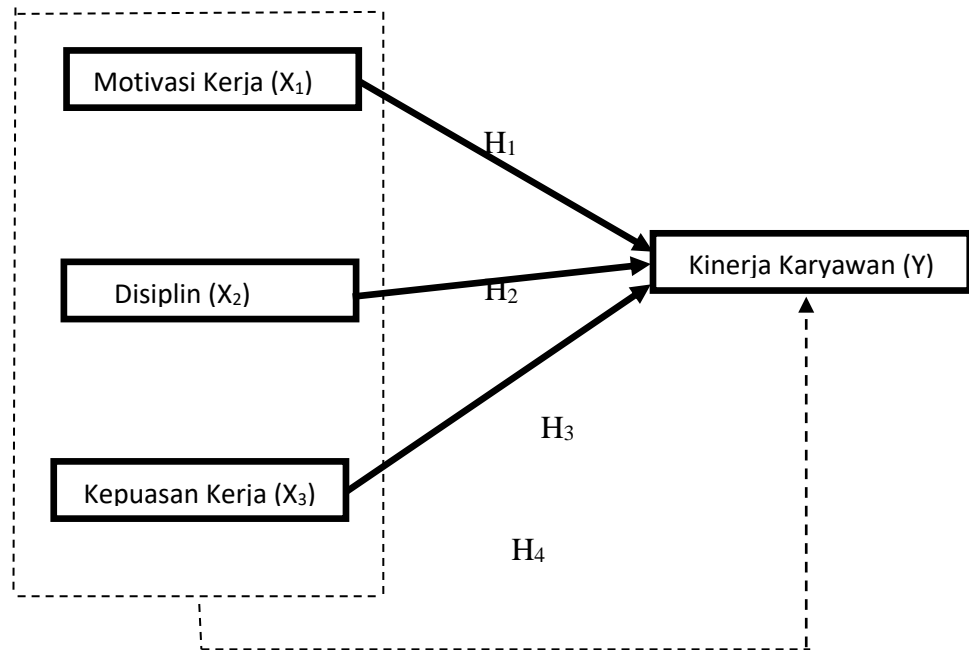 Motivasi Kerja (X₁)
H₁
Kinerja Karyawan (Y)
Disiplin (X₂)
H₂
H₃
Kepuasan Kerja (X₃)
H₄